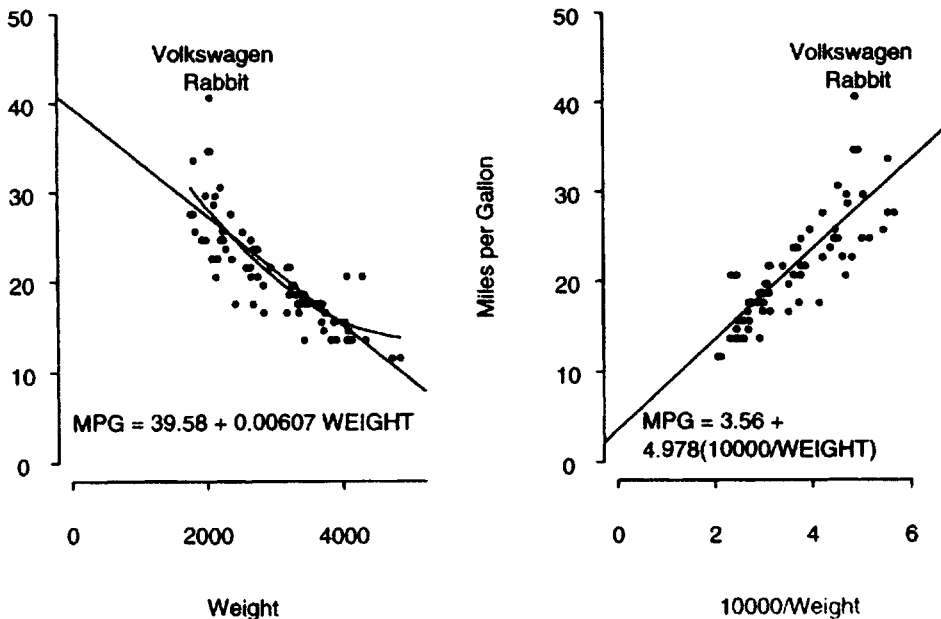 50
40
30
20
10
0
Volkswagen
Rabbit
MPG = 39.58 + 0.00607 WEIGHT
0 2000 4000
Weight
Miles per Gallon
50
40
30
20
10
0
Volkswagen
Rabbit
MPG = 3.56 +
4.978(10000/WEIGHT)
0 2 4 6
10000/Weight